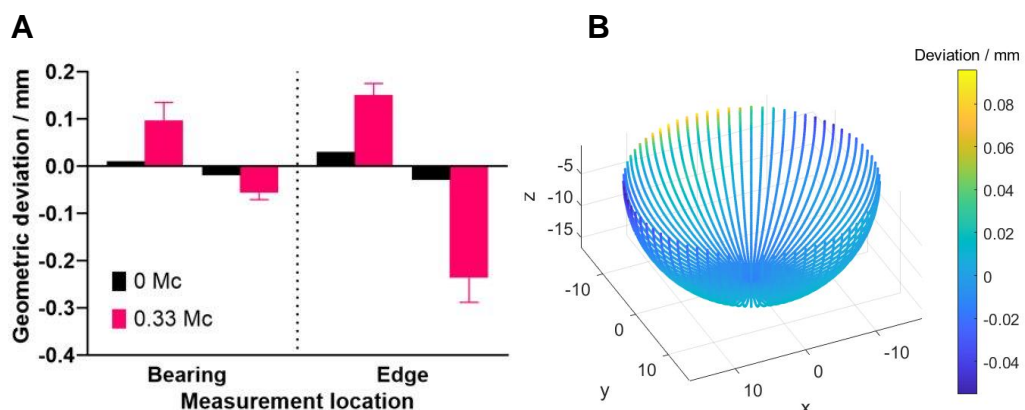 A
Geometric deviation / mm
0.2
0.1
0.0
-0.1
-0.2
-0.3
-0.4
0 Mc
0.33 Mc
Bearing
Edge
Measurement location
B
Deviation / mm
0.08
0.06
0.04
0.02
0
-0.02
-0.04
z
-5
-10
-15
y
-10
0
10
x
10
0
-10